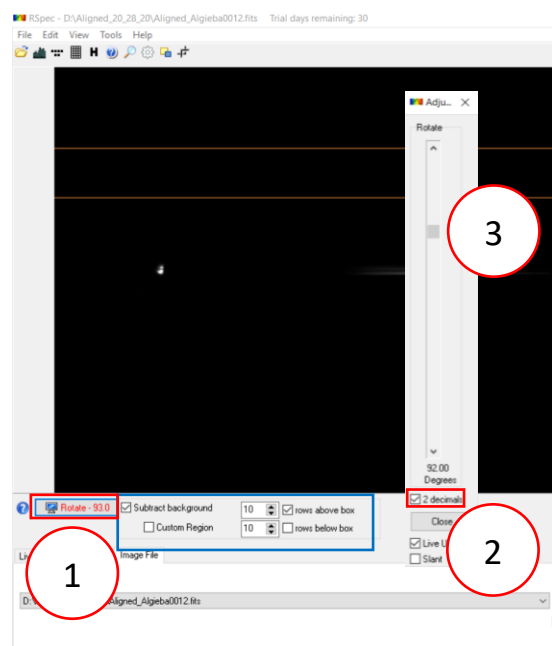 RSpec - D:\Aligned_20_28_20\Aligned_Algieba0012.fits Trial days remaining: 30
File Edit View Tools Help
H
Adju...
Rotate
3
92.00
Degrees
2 decimals
Close
Live U
Slant
2
Rotate - 93.0
Subtract background
10
rows above box
Custom Region
10
rows below box
1
Image File
Aligned_Algieba0012.fits